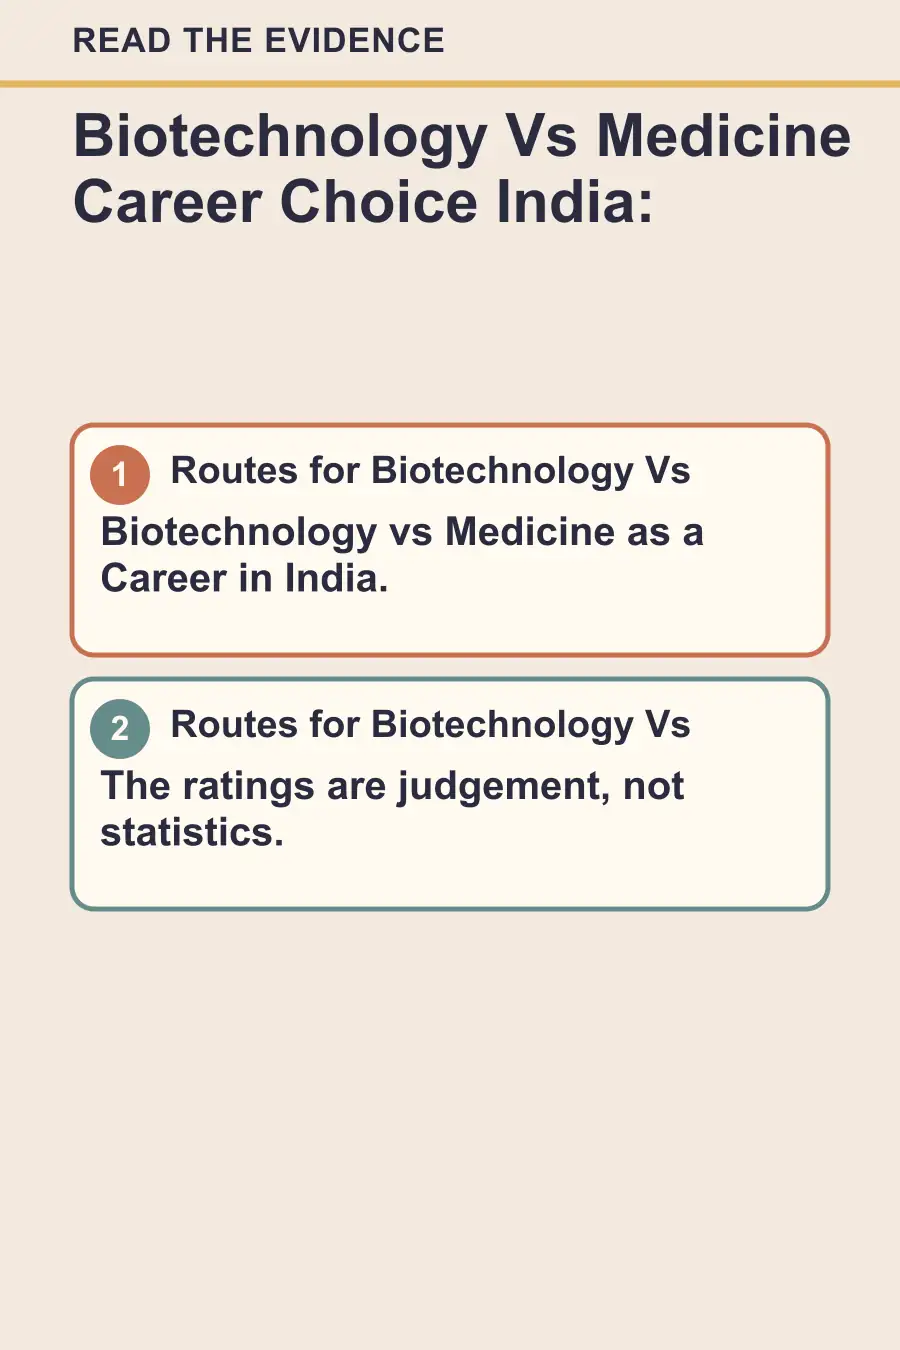 READ THE EVIDENCE
Biotechnology Vs Medicine
Career Choice India:
1 Routes for Biotechnology Vs
Biotechnology vs Medicine as a
Career in India.
2 Routes for Biotechnology Vs
The ratings are judgement, not
statistics.